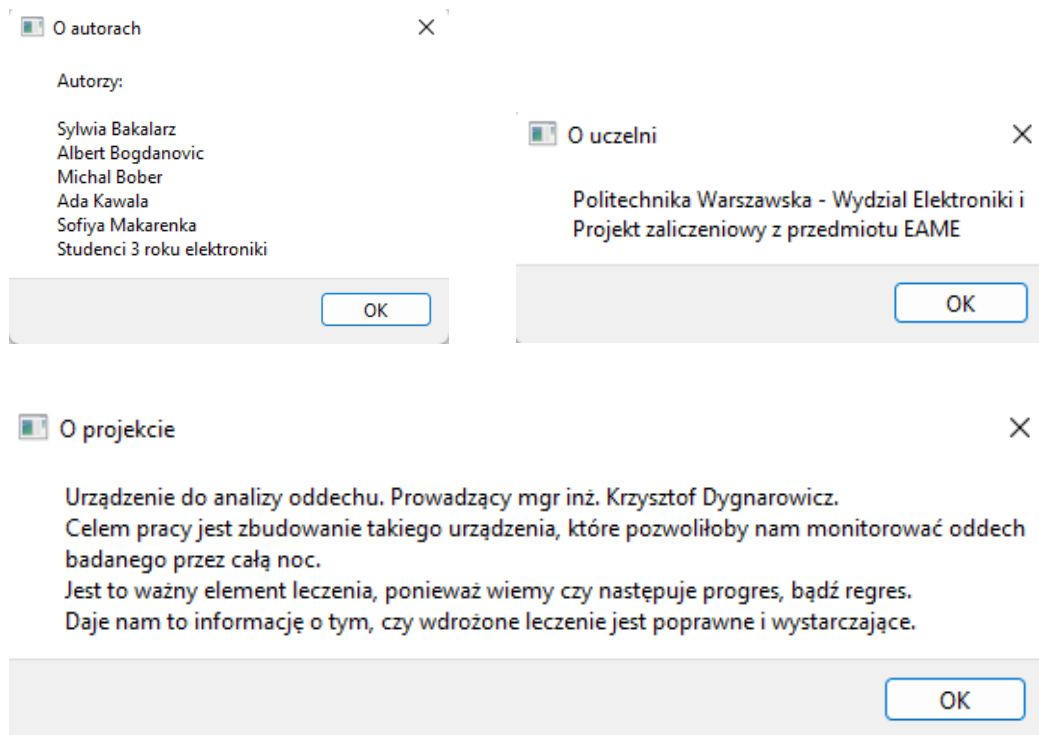 O autorach
Autorzy:
Sylwia Bakalarz
Albert Bogdanovic
Michal Bober
Ada Kawala
Sofiya Makarenka
Studenci 3 roku elektroniki
OK
O uczelni
Politechnika Warszawska - Wydzial Elektroniki i
Projekt zaliczeniowy z przedmiotu EAME
OK
O projekcie
Urządzenie do analizy oddechu. Prowadzący mgr inż. Krzysztof Dygnarowicz.
Celem pracy jest zbudowanie takiego urządzenia, które pozwoliłoby nam monitorować oddech
badanego przez całą noc.
Jest to ważny element leczenia, ponieważ wiemy czy następuje progres, bądź regres.
Daje nam to informację o tym, czy wdrożone leczenie jest poprawne i wystarczające.
OK